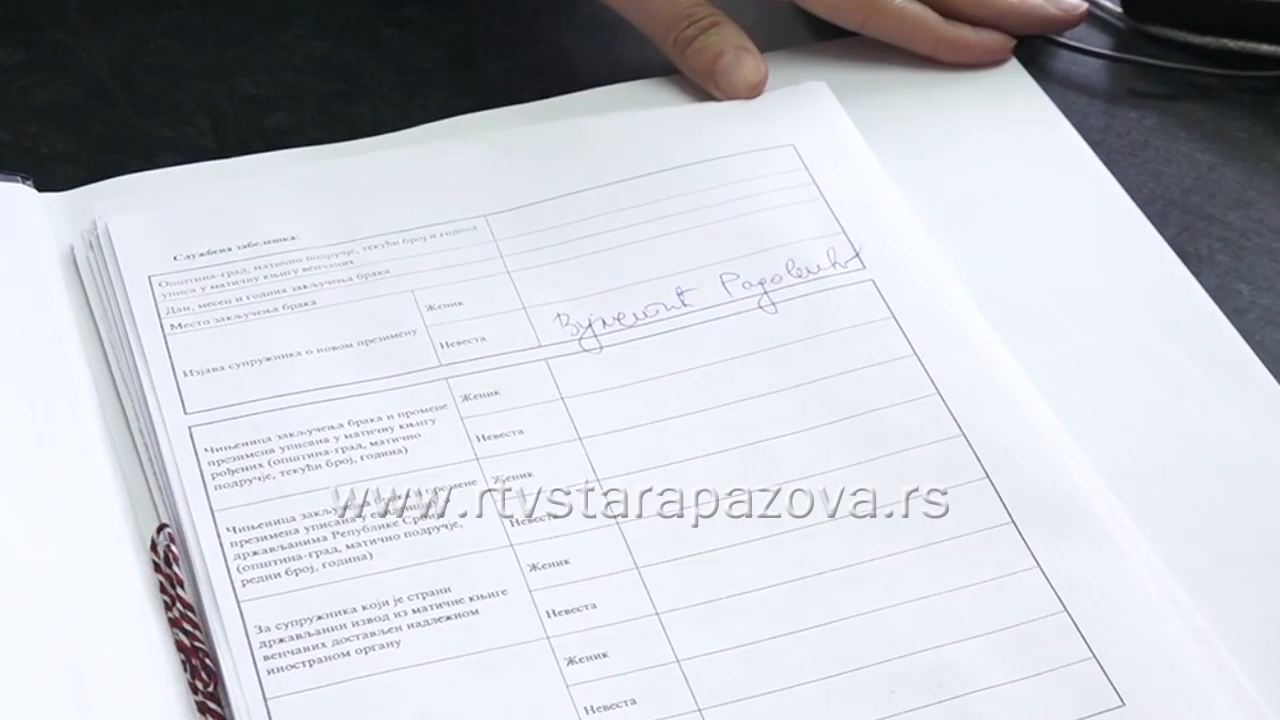 Службена забелешка:
Општина-град, матично подручје, текући број и година
уписа у матичну књигу венчаних
Дан, месец и година закључења брака
Место закључења брака
Изјава супружника о новом презимену
Женик
Невеста
Чињеница закључења брака и промене
презимена уписана у матичну књигу
рођених (општина-град, матично
подручје, текући број, година)
Женик
Невеста
Чињеница закључења брака и промене
презимена уписана у
држављанима Републике Србије
(општина-град, матично подручје,
редни број, година)
Женик
Невеста
www.rtvstarapazova.rs
За супружника који је страни
држављанин извод из матичне књиге
венчаних достављен надлежном
иностраном органу
Женик
Невеста
Женик
Невеста